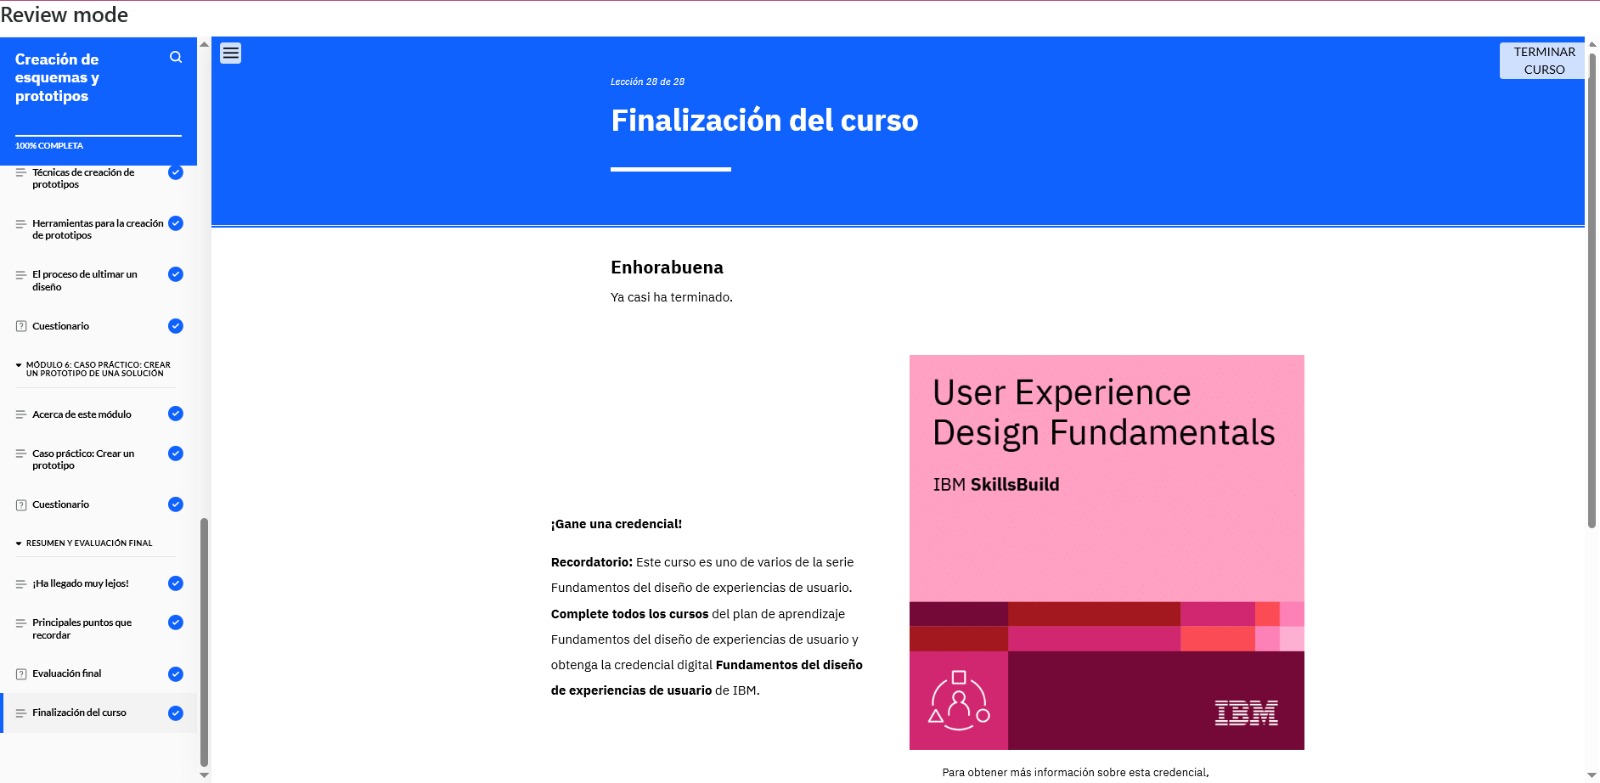 Review mode
Creación de
esquemas y
prototipos
100% COMPLETA
Técnicas de creación de
prototipos
Herramientas para la creación
de prototipos
El proceso de ultimar un
diseño
Cuestionario
MÓDULO 6: CASO PRÁCTICO: CREAR
UN PROTOTIPO DE UNA SOLUCIÓN
Acerca de este módulo
Caso práctico: Crear un
prototipo
Cuestionario
RESUMEN Y EVALUACIÓN FINAL
¡Ha llegado muy lejos!
Principales puntos que
recordar
Evaluación final
Finalización del curso
TERMINAR
CURSO
Lección 28 de 28
Finalización del curso
Enhorabuena
Ya casi ha terminado.
¡Gane una credencial!
Recordatorio: Este curso es uno de varios de la serie
Fundamentos del diseño de experiencias de usuario.
Complete todos los cursos del plan de aprendizaje
Fundamentos del diseño de experiencias de usuario y
obtenga la credencial digital Fundamentos del diseño
de experiencias de usuario de IBM.
User Experience
Design Fundamentals
IBM SkillsBuild
IBM
Para obtener más información sobre esta credencial,